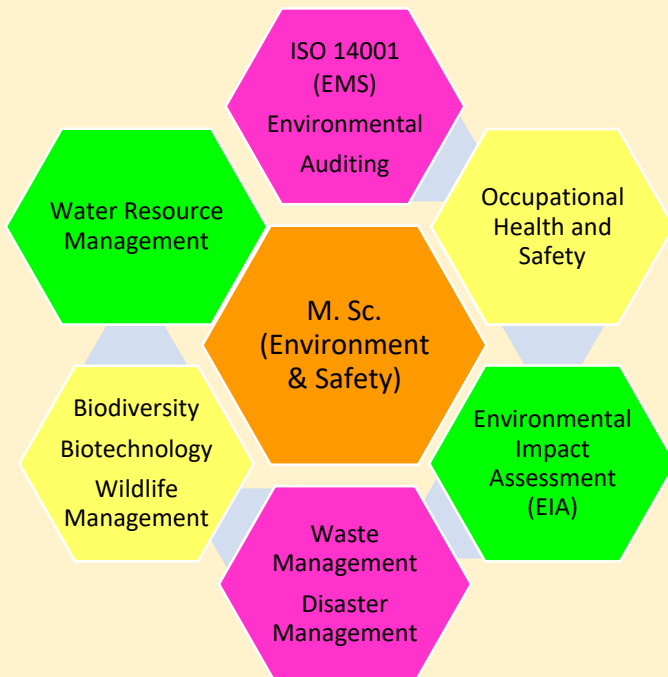 ISO 14001
(EMS)
Environmental
Auditing
Occupational
Health and
Safety
Environmental
Impact
Assessment
(EIA)
Waste
Management
Disaster
Management
Biodiversity
Biotechnology
Wildlife
Management
Water Resource
Management
M. Sc.
(Environment
& Safety)